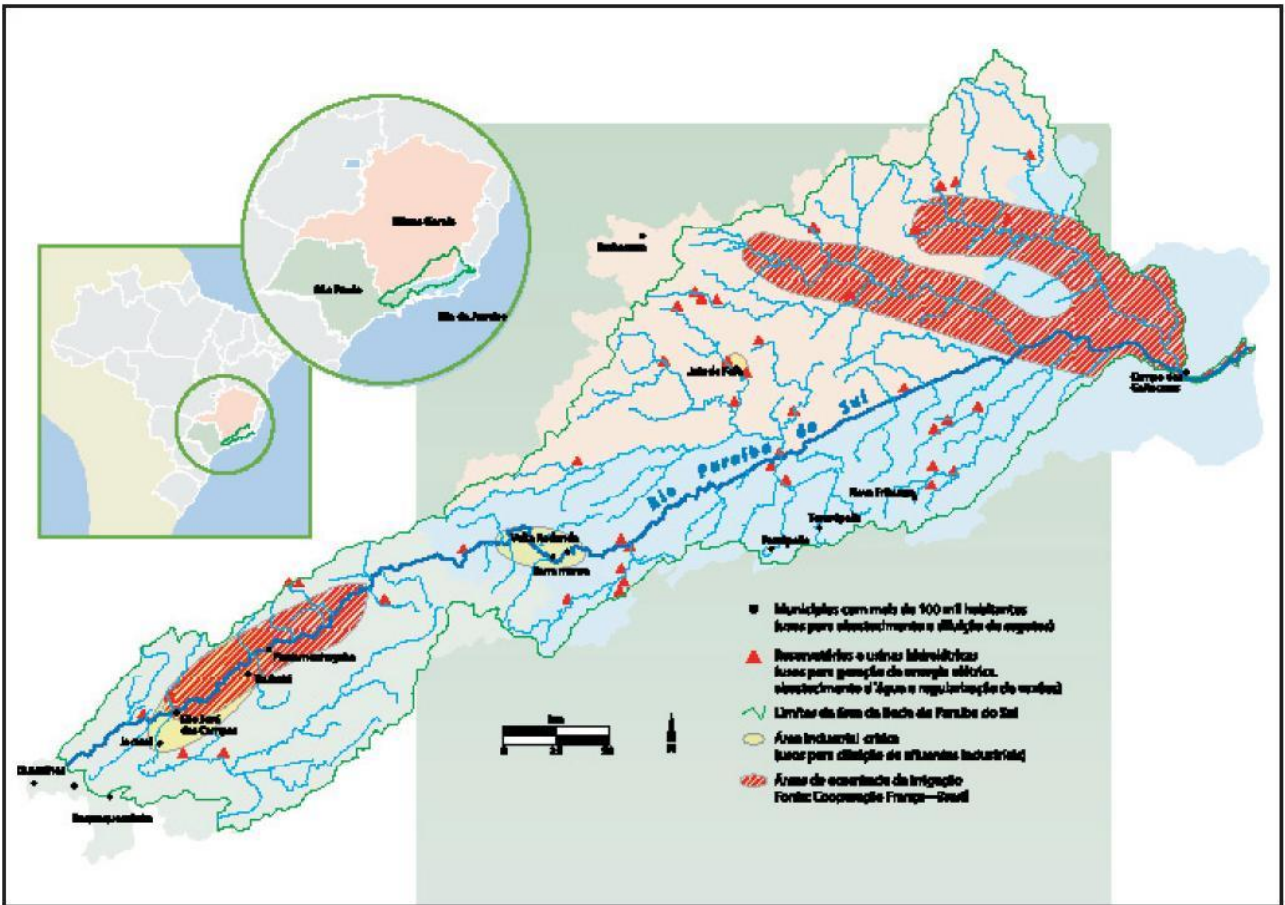 Minas Gerais
São Paulo
Rio de Janeiro
Barbacena
Juiz de Fora
Campo dos
Goitacazes
Rio Paraíba do Sul
Nova Friburgo
Teresópolis
Petrópolis
Volta Redonda
Barra Mansa
Pindamonhangaba
Taubaté
São José
dos Campos
Jacareí
Guarulhos
Itaquaquecetuba
km
0 25 50
N
Municípios com mais de 100 mil habitantes
(usos para abastecimento e diluição de esgotos)
Reservatórios e usinas hidrelétricas
(usos para geração de energia elétrica,
abastecimento d'água e regularização de vazões)
Limites da área da Bacia do Paraíba do Sul
Área industrial crítica
(usos para diluição de efluentes industriais)
Áreas de ocorrência de irrigação
Fonte: Cooperação França—Brasil